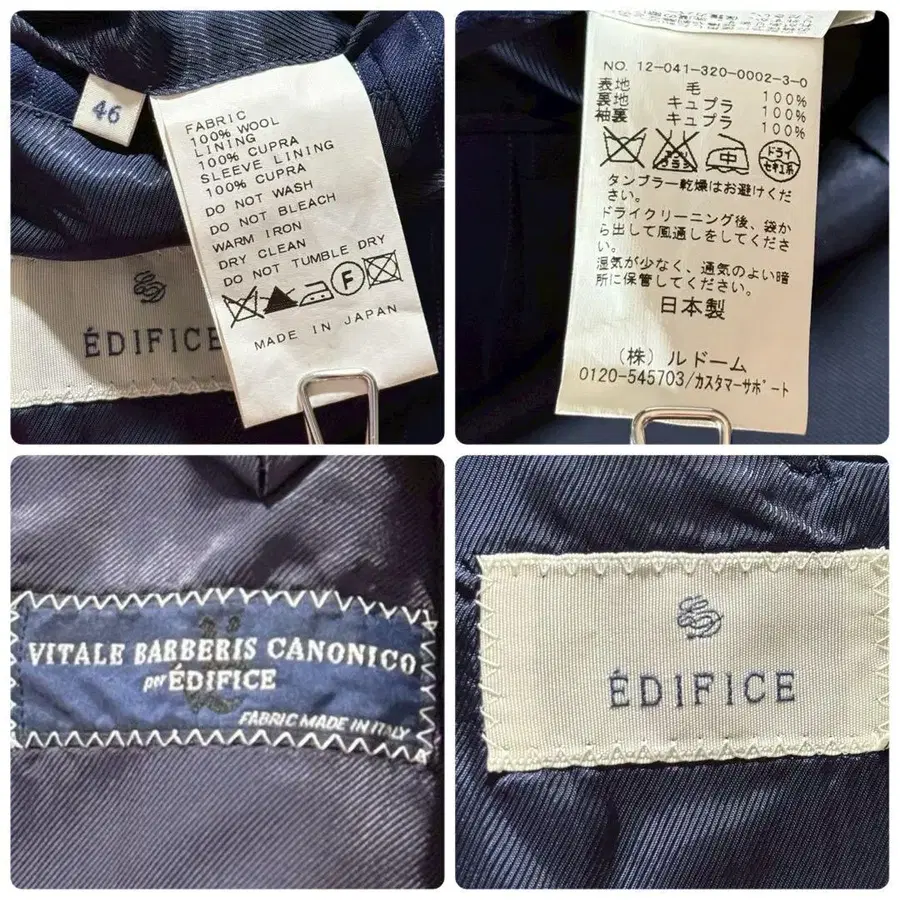 46
FABRIC
100% WOOL
LINING
100% CUPRA
SLEEVE LINING
100% CUPRA
DO NOT WASH
DO NOT BLEACH
WARM IRON
DRY CLEAN
DO NOT TUMBLE DRY
F
MADE IN JAPAN
ÉDIFICE
NO. 12-041-320-0002-3-0
表地 毛 100%
裏地 キュプラ 100%
袖裏 キュプラ 100%
中 ドライ
セキユ系
タンブラー乾燥はお避けくだ
さい。
ドライクリーニング後、袋か
ら出して風通しをしてくださ
い。
湿気が少なく、通気のよい暗
所に保管してください。
日本製
(株) ルドーム
0120-545703/カスタマーサポート
VITALE BARBERIS CANONICO
per ÉDIFICE
FABRIC MADE IN ITALY
ÉDIFICE